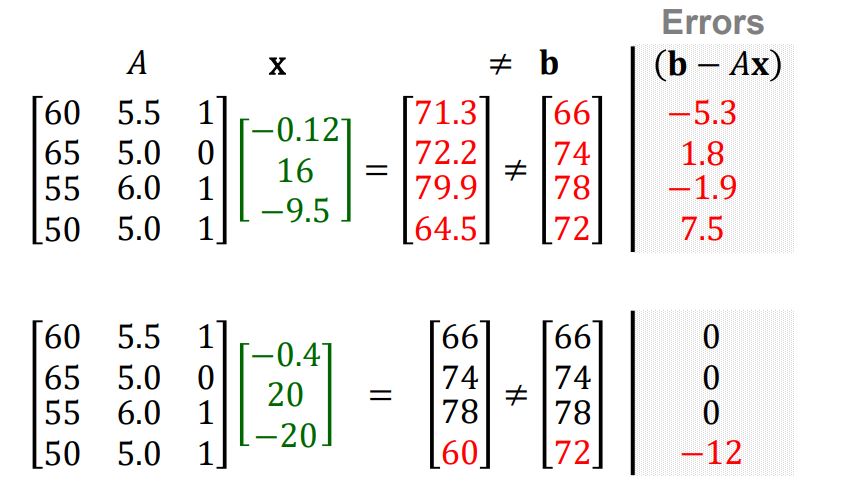 Errors
A x ≠ b (b − Ax)
60 5.5 1 −0.12 71.3 66 −5.3
65 5.0 0 16 = 72.2 ≠ 74 1.8
55 6.0 1 −9.5 79.9 78 −1.9
50 5.0 1 64.5 72 7.5
60 5.5 1 −0.4 66 66 0
65 5.0 0 20 = 74 ≠ 74 0
55 6.0 1 −20 78 78 0
50 5.0 1 60 72 −12